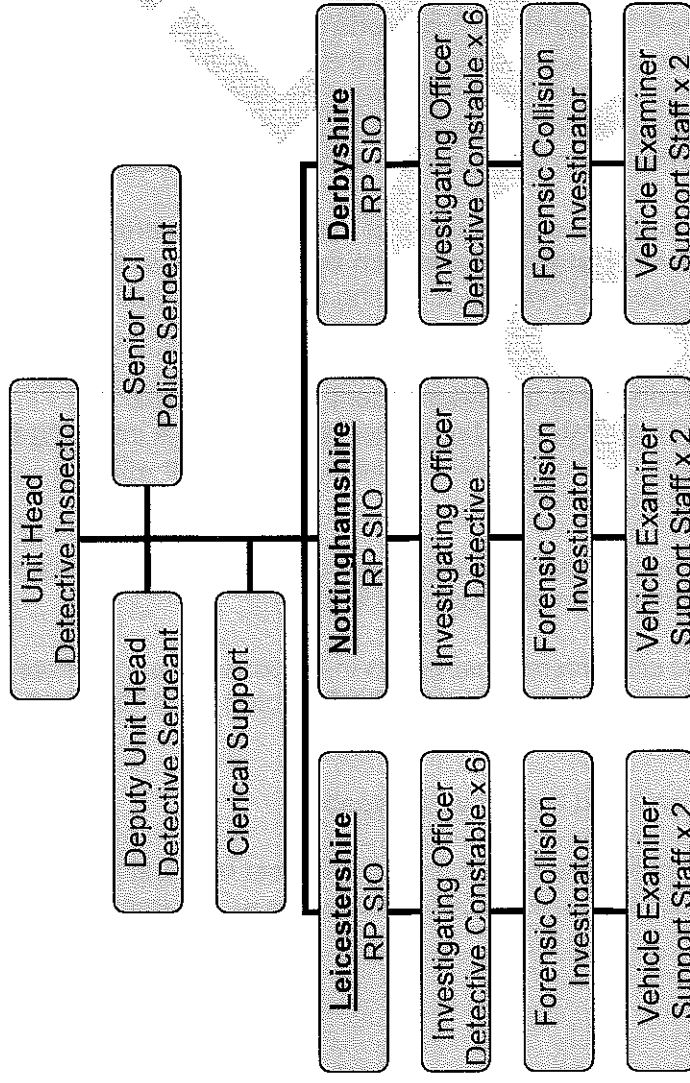 Unit Head
Detective Inspector
Deputy Unit Head
Detective Sergeant
Senior FCI
Police Sergeant
Clerical Support
Leicestershire
RP SIO
Investigating Officer
Detective Constable x 6
Forensic Collision
Investigator
Vehicle Examiner
Support Staff x 2
Nottinghamshire
RP SIO
Investigating Officer
Detective
Forensic Collision
Investigator
Vehicle Examiner
Support Staff x 2
Derbyshire
RP SIO
Investigating Officer
Detective Constable x 6
Forensic Collision
Investigator
Vehicle Examiner
Support Staff x 2